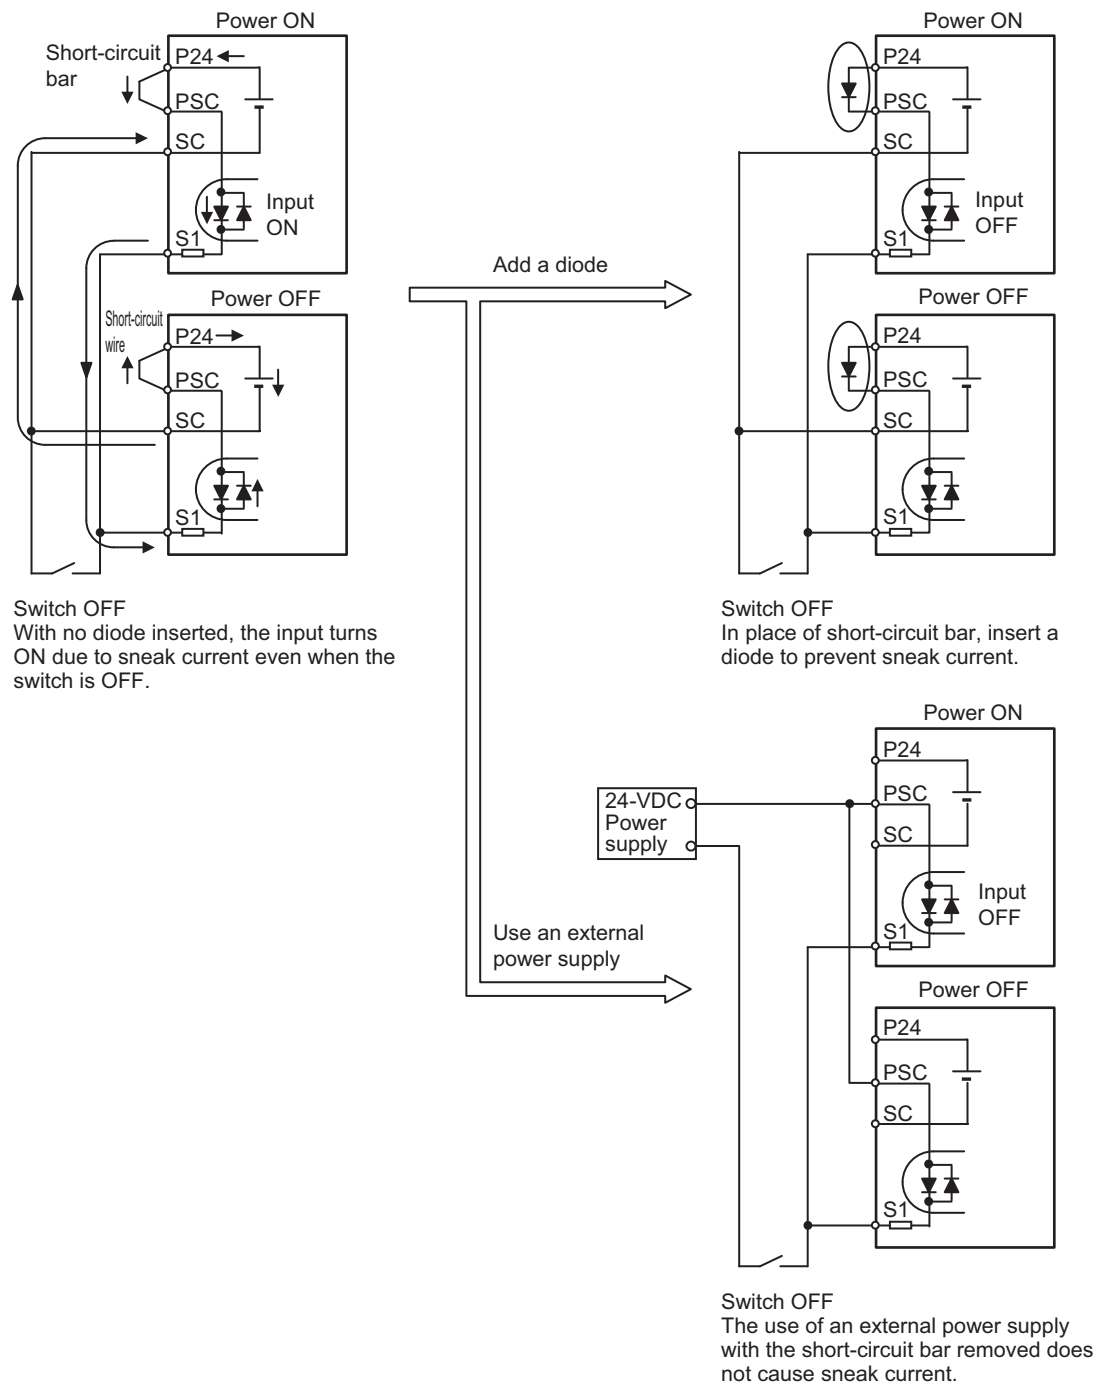 Power ON
Short-circuit
bar
P24
PSC
SC
Input
ON
S1
Power OFF
Short-circuit
wire
P24
PSC
SC
S1
Switch OFF
With no diode inserted, the input turns
ON due to sneak current even when the
switch is OFF.
Add a diode
Power ON
P24
PSC
SC
Input
OFF
S1
Power OFF
P24
PSC
SC
S1
Switch OFF
In place of short-circuit bar, insert a
diode to prevent sneak current.
Use an external
power supply
Power ON
24-VDC
Power
supply
P24
PSC
SC
Input
OFF
S1
Power OFF
P24
PSC
SC
S1
Switch OFF
The use of an external power supply
with the short-circuit bar removed does
not cause sneak current.